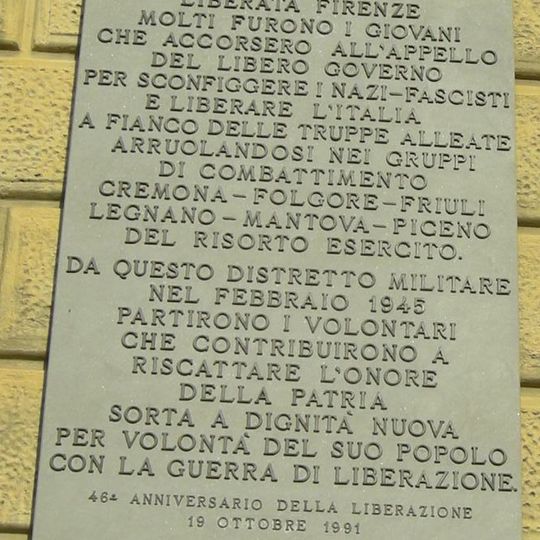 LIBERATA FIRENZE
MOLTI FURONO I GIOVANI
CHE ACCORSERO ALL'APPELLO
DEL LIBERO GOVERNO
PER SCONFIGGERE I NAZI-FASCISTI
E LIBERARE L'ITALIA
A FIANCO DELLE TRUPPE ALLEATE
ARRUOLANDOSI NEI GRUPPI
DI COMBATTIMENTO
CREMONA-FOLGORE-FRIULI
LEGNANO-MANTOVA-PICENO
DEL RISORTO ESERCITO.
DA QUESTO DISTRETTO MILITARE
NEL FEBBRAIO 1945
PARTIRONO I VOLONTARI
CHE CONTRIBUIRONO A
RISCATTARE L'ONORE
DELLA PATRIA
SORTA A DIGNITÀ NUOVA
PER VOLONTÀ DEL SUO POPOLO
CON LA GUERRA DI LIBERAZIONE.
46ª ANNIVERSARIO DELLA LIBERAZIONE
19 OTTOBRE 1991